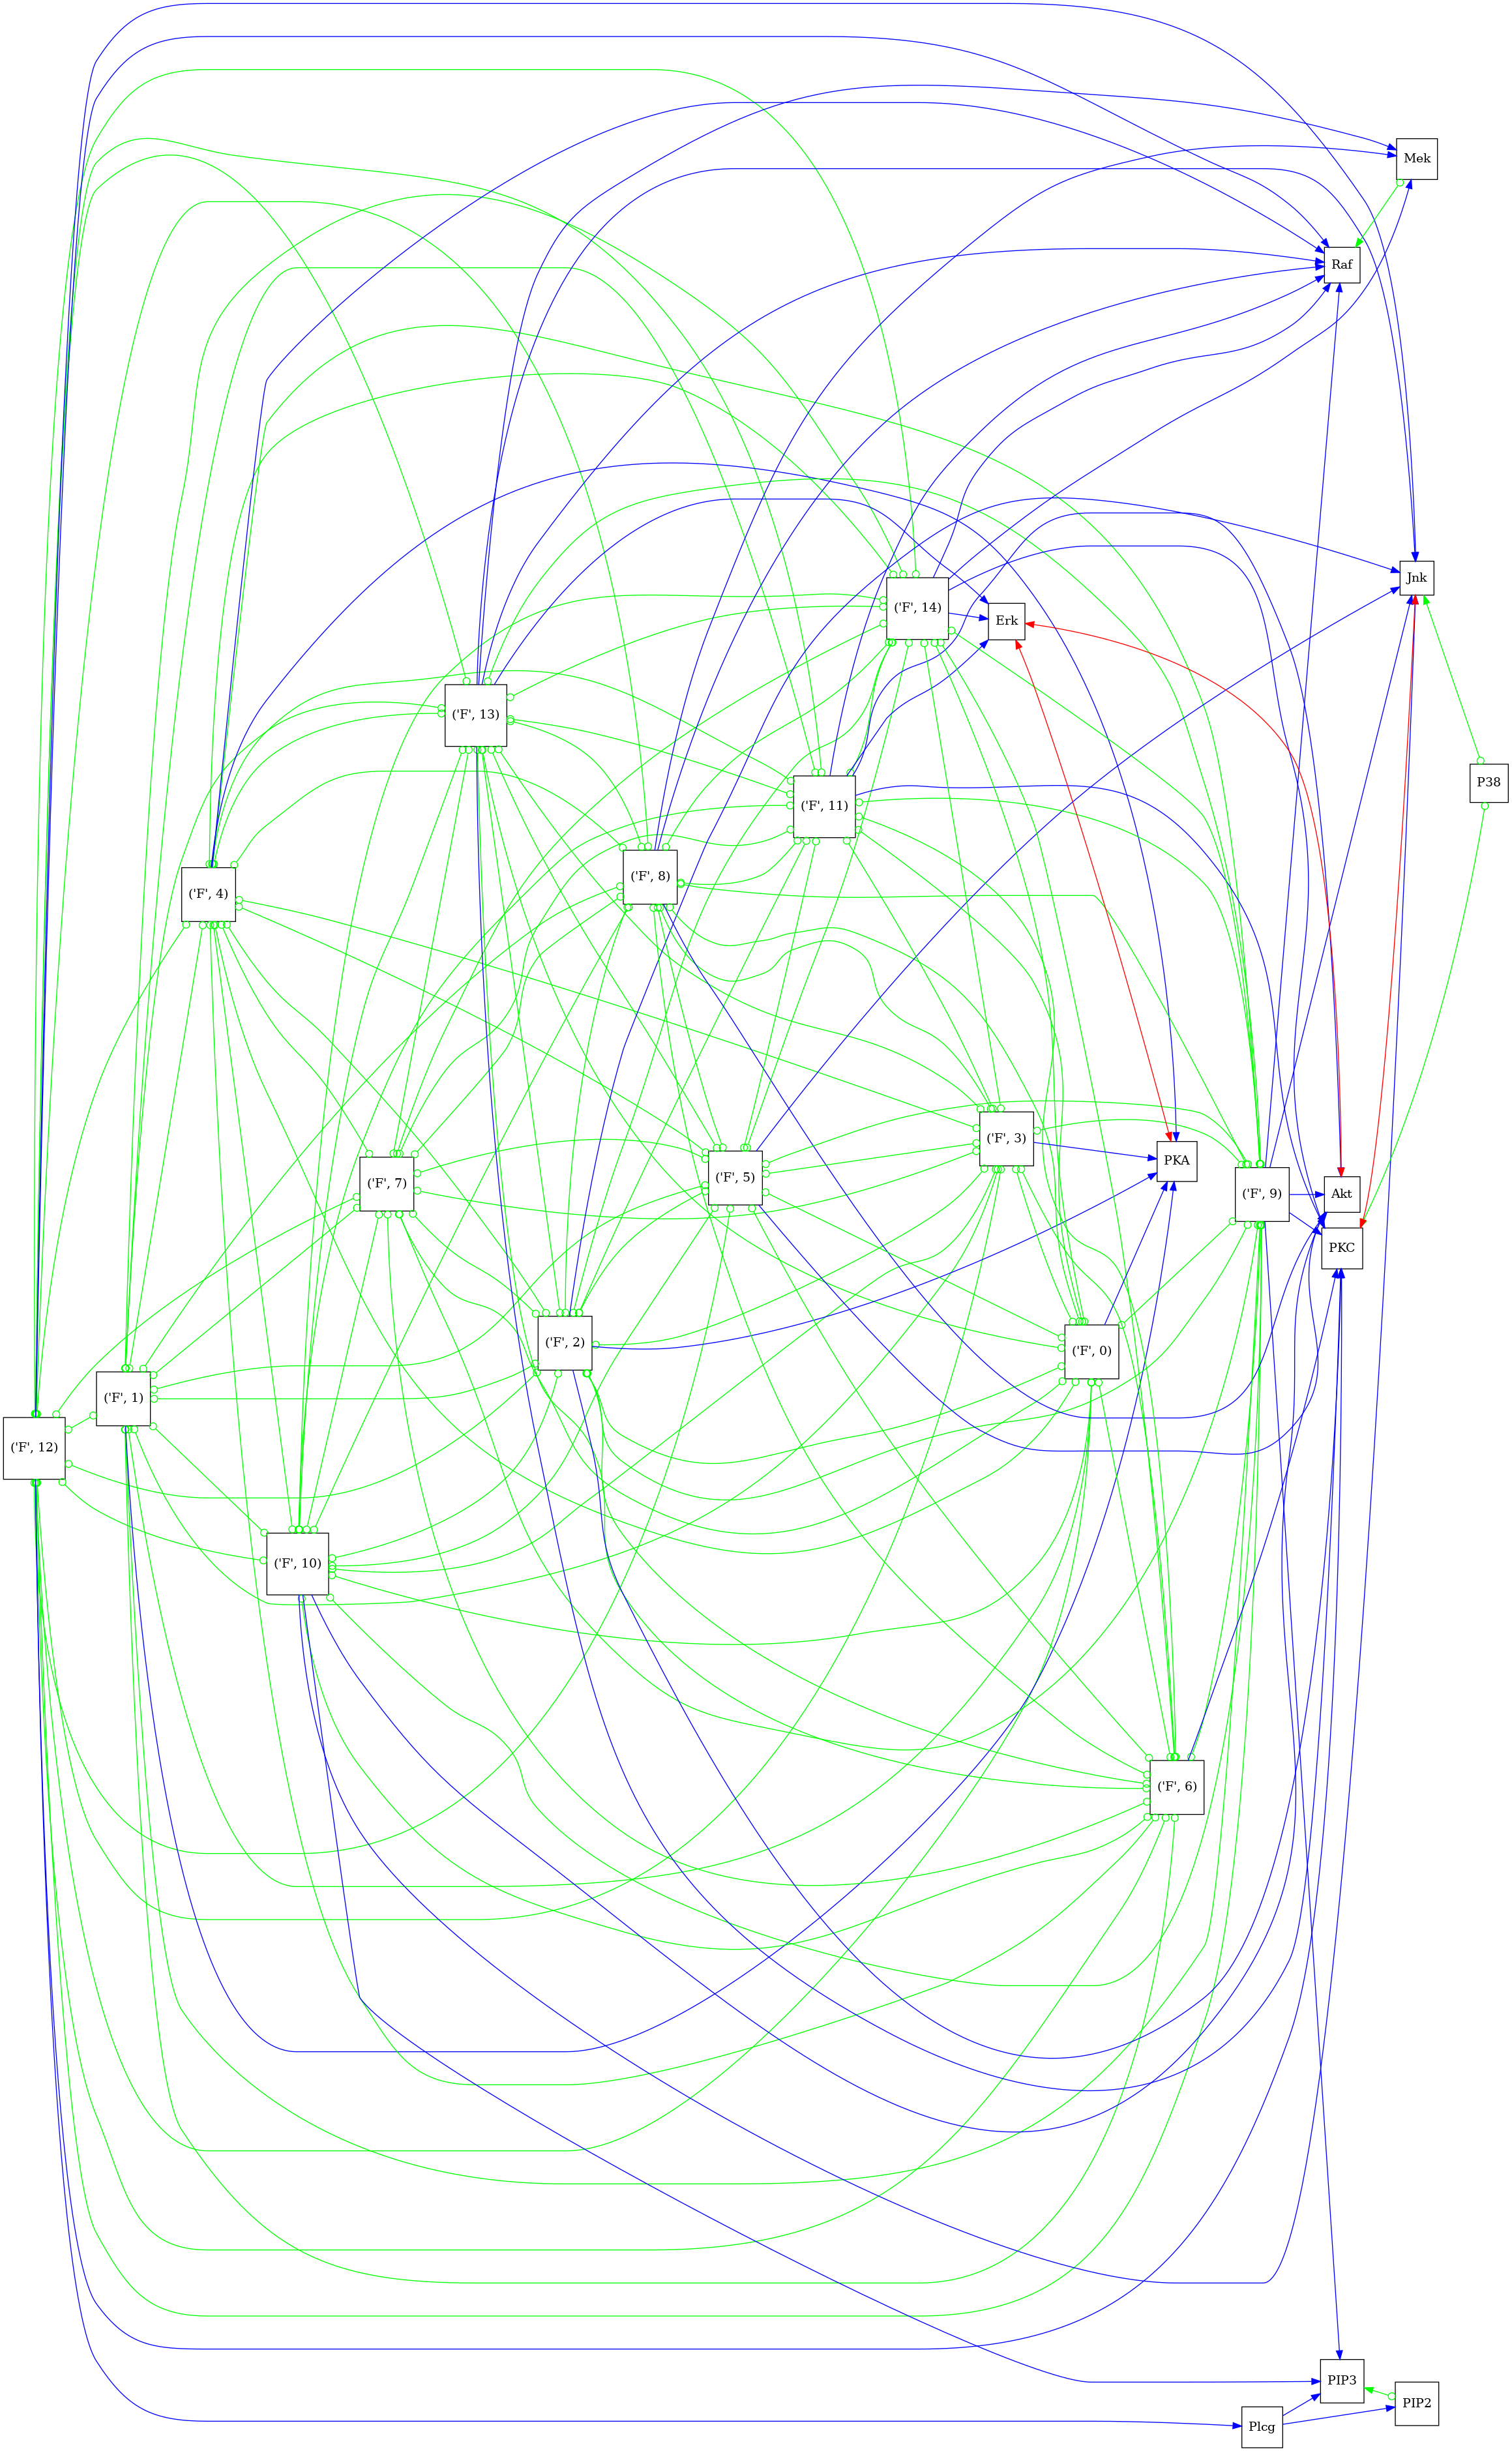 Mek
Raf
Jnk
('F', 14)
Erk
('F', 13)
P38
('F', 11)
('F', 8)
('F', 4)
('F', 3)
PKA
('F', 5)
('F', 7)
('F', 9)
Akt
PKC
('F', 2)
('F', 0)
('F', 1)
('F', 12)
('F', 10)
('F', 6)
PIP3
PIP2
Plcg